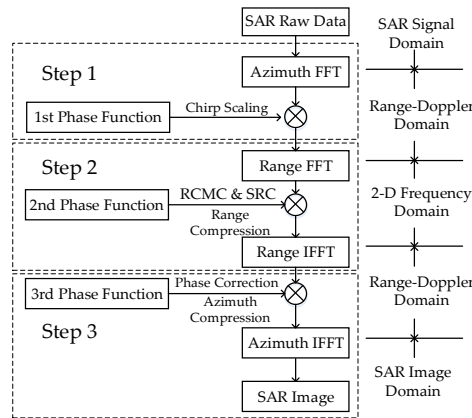 SAR Raw Data
SAR Signal
Domain
Step 1
Azimuth FFT
Chirp Scaling
1st Phase Function
Range-Doppler
Domain
Step 2
Range FFT
2nd Phase Function
RCMC & SRC
Range
Compression
2-D Frequency
Domain
Range IFFT
3rd Phase Function
Phase Correction
Azimuth
Compression
Range-Doppler
Domain
Step 3
Azimuth IFFT
SAR Image
SAR Image
Domain